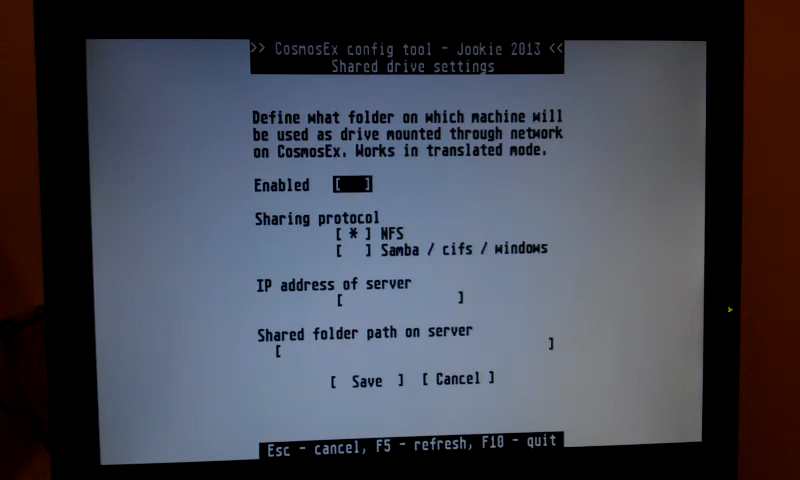 >> CosmosEx config tool - Jookie 2013 <<
Shared drive settings
Define what folder on which machine will
be used as drive mounted through network
on CosmosEx. Works in translated mode.
Enabled [ ]
Sharing protocol
[ * ] NFS
[ ] Samba / cifs / windows
IP address of server
[ ]
Shared folder path on server
[ ]
[ Save ] [ Cancel ]
Esc - cancel, F5 - refresh, F10 - quit